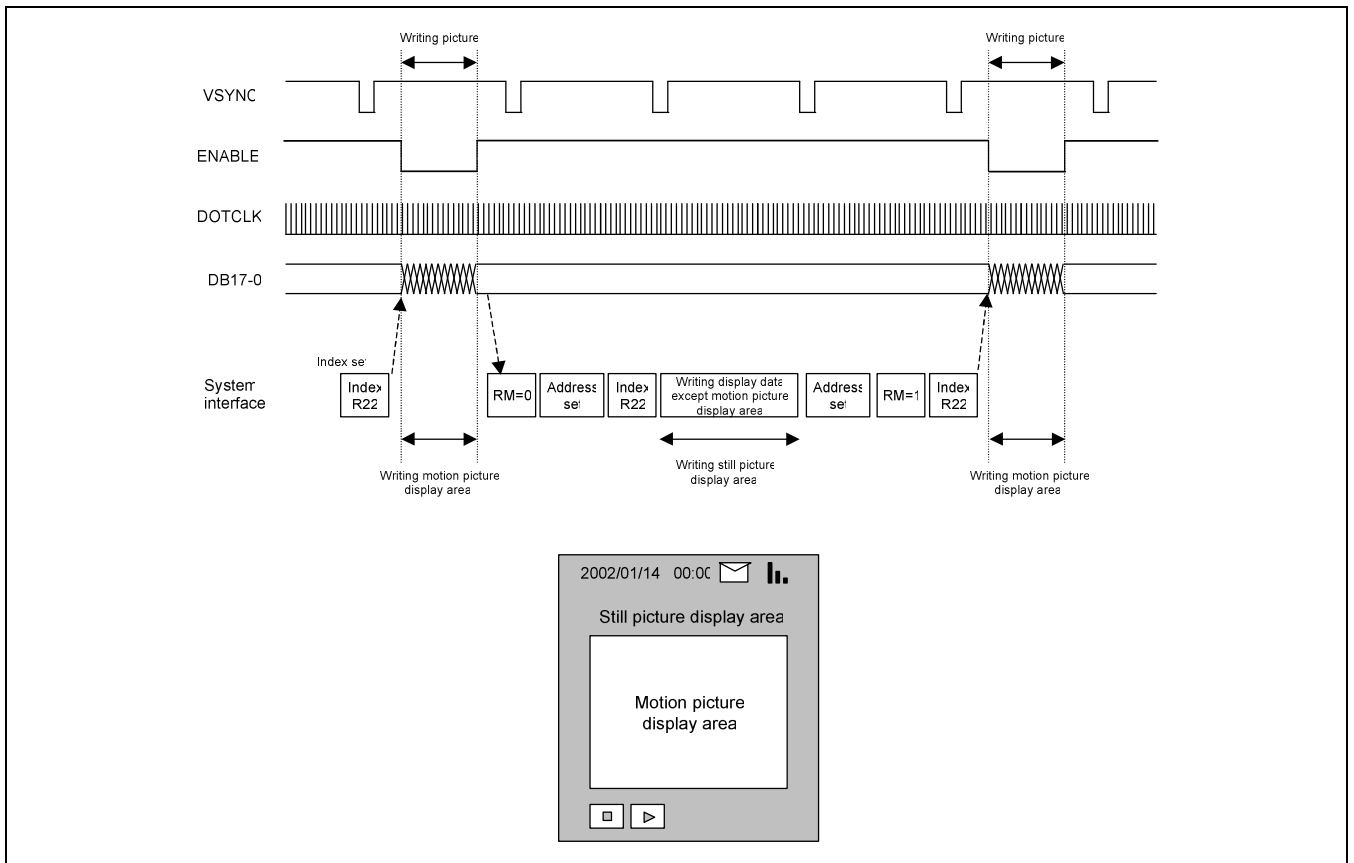 Writing picture
Writing picture
VSYNC
ENABLE
DOTCLK
DB17-0
System
interface
Index se
Index
R22
RM=0
Address
set
Index
R22
Writing display data
except motion picture
display area
Address
set
RM=1
Index
R22
Writing motion picture
display area
Writing still picture
display area
Writing motion picture
display area
2002/01/14 00:00
Still picture display area
Motion picture
display area